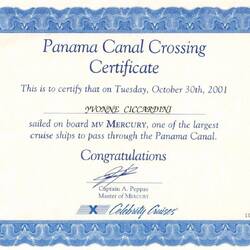 Panama Canal Crossing
Certificate
This is to certify that on Tuesday, October 30th, 2001
YVONNE CICCARDINI
sailed on board MV MERCURY, one of the largest
cruise ships to pass through the Panama Canal.
Congratulations
Captain A. Peppas
Master of MERCURY
X Celebrity Cruises